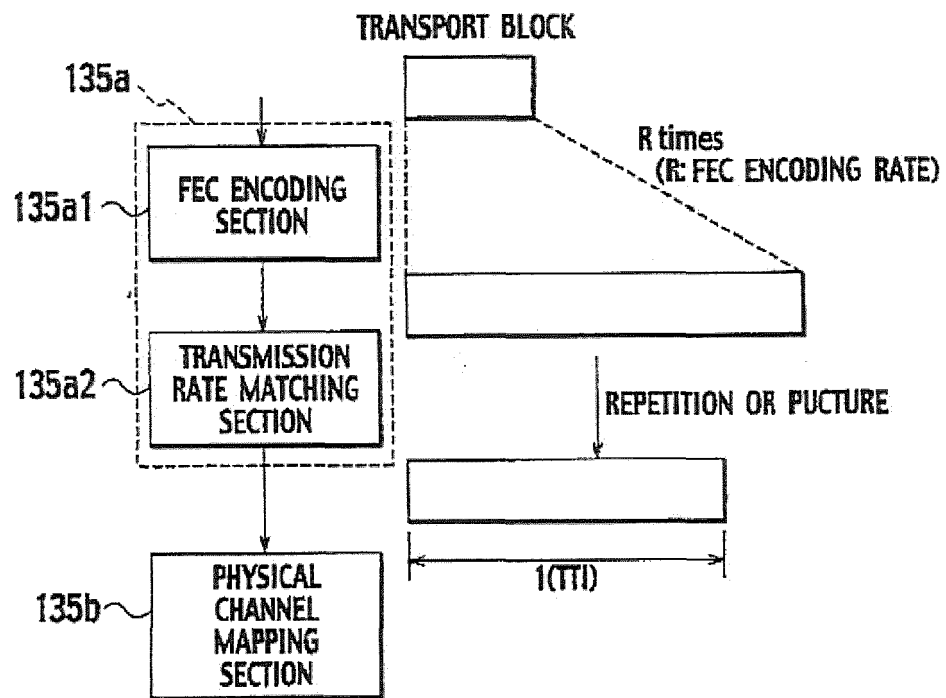 TRANSPORT BLOCK
135a
R times
(R: FEC ENCODING RATE)
135a1
FEC ENCODING
SECTION
135a2
TRANSMISSION
RATE MATCHING
SECTION
REPETITION OR PUCTURE
1(TTI)
135b
PHYSICAL
CHANNEL
MAPPING
SECTION